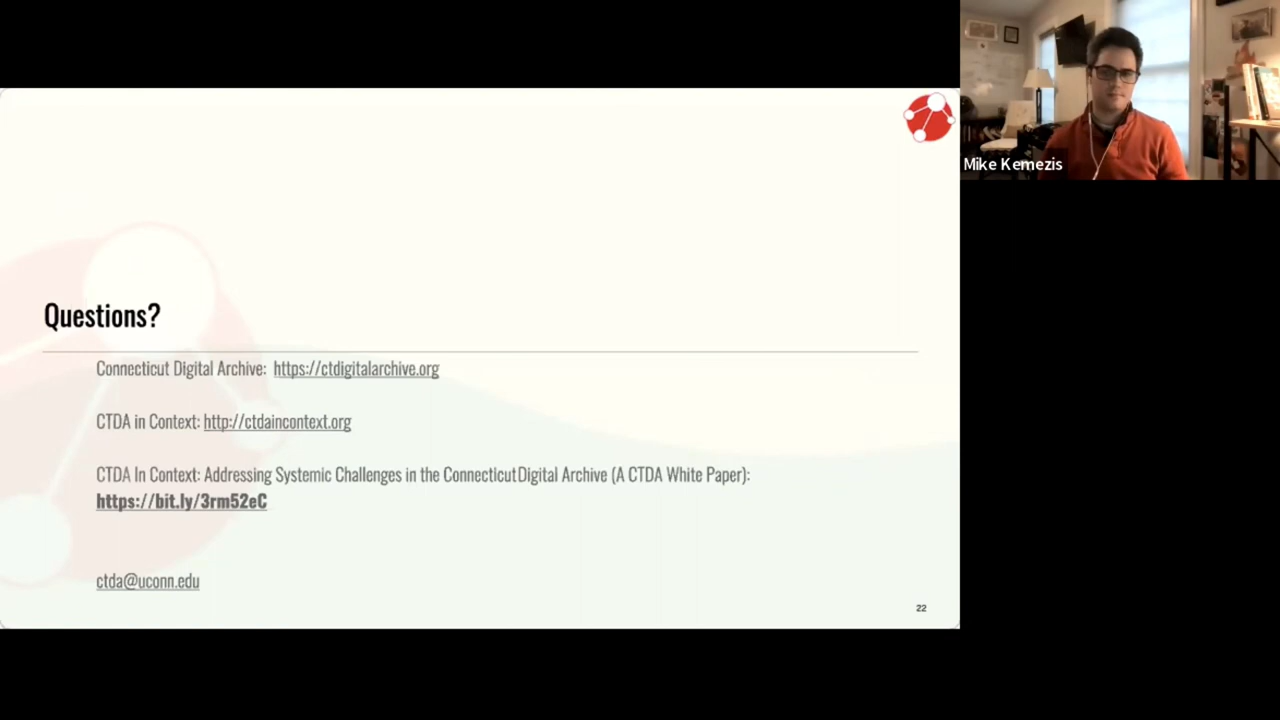 Mike Kemezis
Questions?
Connecticut Digital Archive: https://ctdigitalarchive.org
CTDA in Context: http://ctdaincontext.org
CTDA In Context: Addressing Systemic Challenges in the Connecticut Digital Archive (A CTDA White Paper):
https://bit.ly/3rm52eC
ctda@uconn.edu
22